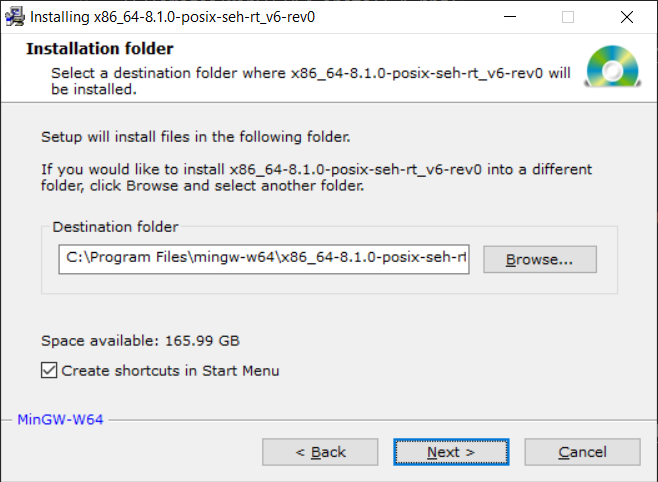 Installing x86_64-8.1.0-posix-seh-rt_v6-rev0
Installation folder
Select a destination folder where x86_64-8.1.0-posix-seh-rt_v6-rev0 will
be installed.
Setup will install files in the following folder.
If you would like to install x86_64-8.1.0-posix-seh-rt_v6-rev0 into a different
folder, click Browse and select another folder.
Destination folder
C:\Program Files\mingw-w64\x86_64-8.1.0-posix-seh-rt
Browse...
Space available: 165.99 GB
Create shortcuts in Start Menu
MinGW-W64
< Back
Next >
Cancel